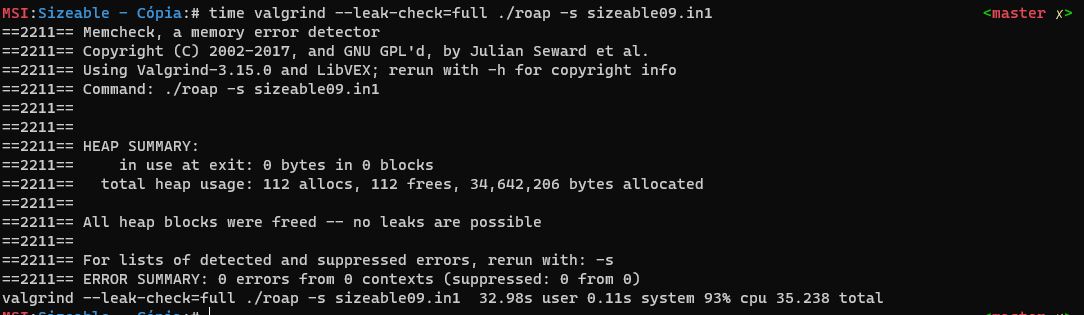 MSI:Sizeable - Cópia:# time valgrind --leak-check=full ./roap -s sizeable09.in1 <master x>
==2211== Memcheck, a memory error detector
==2211== Copyright (C) 2002-2017, and GNU GPL'd, by Julian Seward et al.
==2211== Using Valgrind-3.15.0 and LibVEX; rerun with -h for copyright info
==2211== Command: ./roap -s sizeable09.in1
==2211==
==2211==
==2211== HEAP SUMMARY:
==2211==     in use at exit: 0 bytes in 0 blocks
==2211==   total heap usage: 112 allocs, 112 frees, 34,642,206 bytes allocated
==2211==
==2211== All heap blocks were freed -- no leaks are possible
==2211==
==2211== For lists of detected and suppressed errors, rerun with: -s
==2211== ERROR SUMMARY: 0 errors from 0 contexts (suppressed: 0 from 0)
valgrind --leak-check=full ./roap -s sizeable09.in1  32.98s user 0.11s system 93% cpu 35.238 total
MSI:Sizeable - Cópia:# <master x>